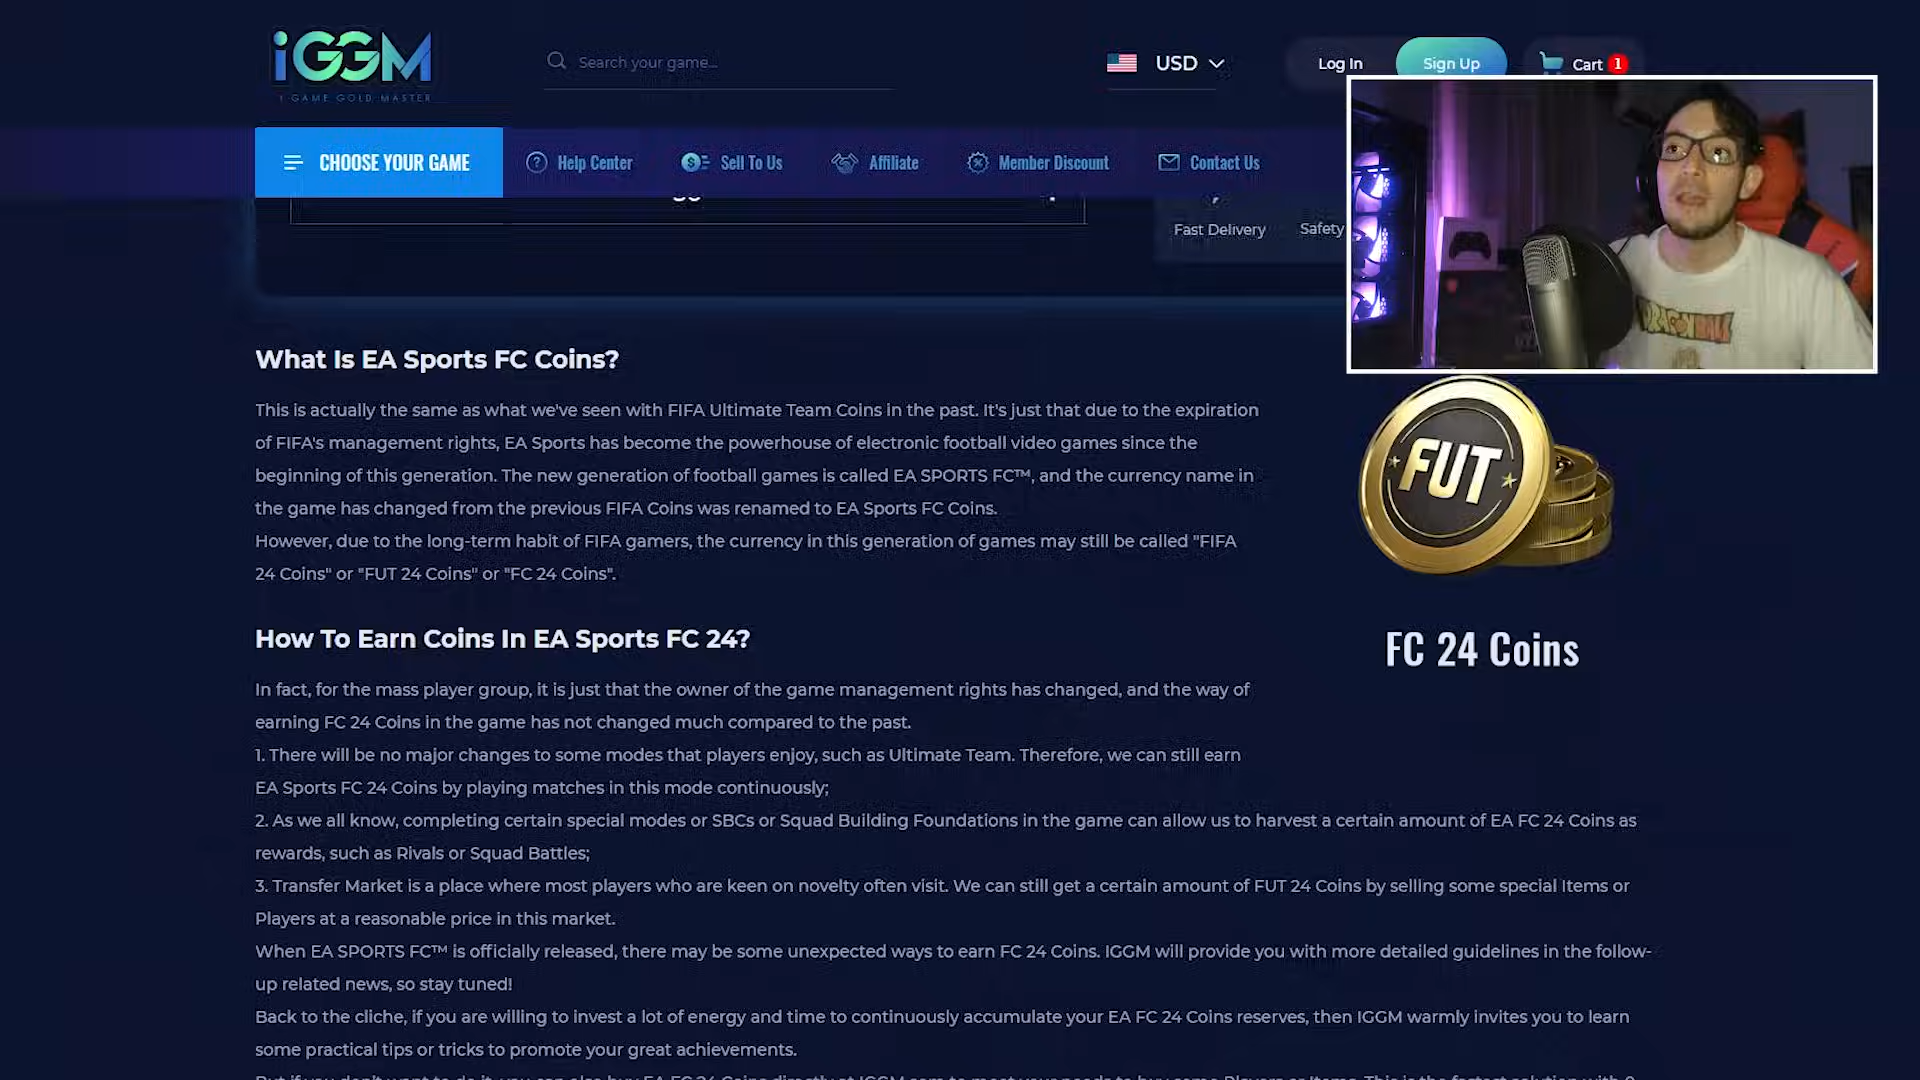 iGGM
I GAME GOLD MASTER
Search your game...
USD
Log In
Sign Up
Cart 1
CHOOSE YOUR GAME
Help Center
Sell To Us
Affiliate
Member Discount
Contact Us
Fast Delivery
Safety
DRAGON BALL
What Is EA Sports FC Coins?
This is actually the same as what we've seen with FIFA Ultimate Team Coins in the past. It's just that due to the expiration
of FIFA's management rights, EA Sports has become the powerhouse of electronic football video games since the
beginning of this generation. The new generation of football games is called EA SPORTS FC™, and the currency name in
the game has changed from the previous FIFA Coins was renamed to EA Sports FC Coins.
However, due to the long-term habit of FIFA gamers, the currency in this generation of games may still be called "FIFA
24 Coins" or "FUT 24 Coins" or "FC 24 Coins".
FUT
FC 24 Coins
How To Earn Coins In EA Sports FC 24?
In fact, for the mass player group, it is just that the owner of the game management rights has changed, and the way of
earning FC 24 Coins in the game has not changed much compared to the past.
1. There will be no major changes to some modes that players enjoy, such as Ultimate Team. Therefore, we can still earn
EA Sports FC 24 Coins by playing matches in this mode continuously;
2. As we all know, completing certain special modes or SBCs or Squad Building Foundations in the game can allow us to harvest a certain amount of EA FC 24 Coins as
rewards, such as Rivals or Squad Battles;
3. Transfer Market is a place where most players who are keen on novelty often visit. We can still get a certain amount of FUT 24 Coins by selling some special Items or
Players at a reasonable price in this market.
When EA SPORTS FC™ is officially released, there may be some unexpected ways to earn FC 24 Coins. IGGM will provide you with more detailed guidelines in the follow-
up related news, so stay tuned!
Back to the cliche, if you are willing to invest a lot of energy and time to continuously accumulate your EA FC 24 Coins reserves, then IGGM warmly invites you to learn
some practical tips or tricks to promote your great achievements.